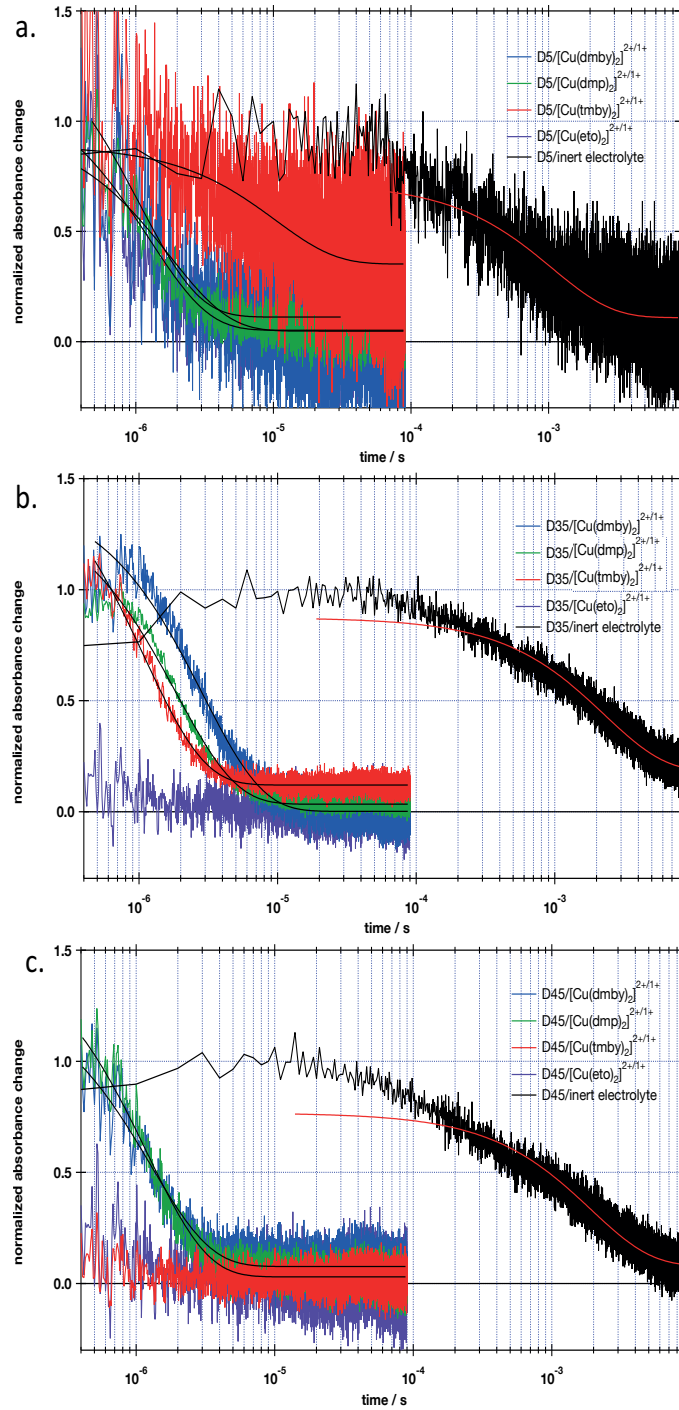 a.
1.5
1.0
0.5
0.0
normalized absorbance change
D5/[Cu(dmby)₂]²⁺/¹⁺
D5/[Cu(dmp)₂]²⁺/¹⁺
D5/[Cu(tmby)₂]²⁺/¹⁺
D5/[Cu(eto)₂]²⁺/¹⁺
D5/inert electrolyte
10⁻⁶ 10⁻⁵ 10⁻⁴ 10⁻³
time / s
b.
1.5
1.0
0.5
0.0
normalized absorbance change
D35/[Cu(dmby)₂]²⁺/¹⁺
D35/[Cu(dmp)₂]²⁺/¹⁺
D35/[Cu(tmby)₂]²⁺/¹⁺
D35/[Cu(eto)₂]²⁺/¹⁺
D35/inert electrolyte
10⁻⁶ 10⁻⁵ 10⁻⁴ 10⁻³
time / s
c.
1.5
1.0
0.5
0.0
normalized absorbance change
D45/[Cu(dmby)₂]²⁺/¹⁺
D45/[Cu(dmp)₂]²⁺/¹⁺
D45/[Cu(tmby)₂]²⁺/¹⁺
D45/[Cu(eto)₂]²⁺/¹⁺
D45/inert electrolyte
10⁻⁶ 10⁻⁵ 10⁻⁴ 10⁻³
time / s